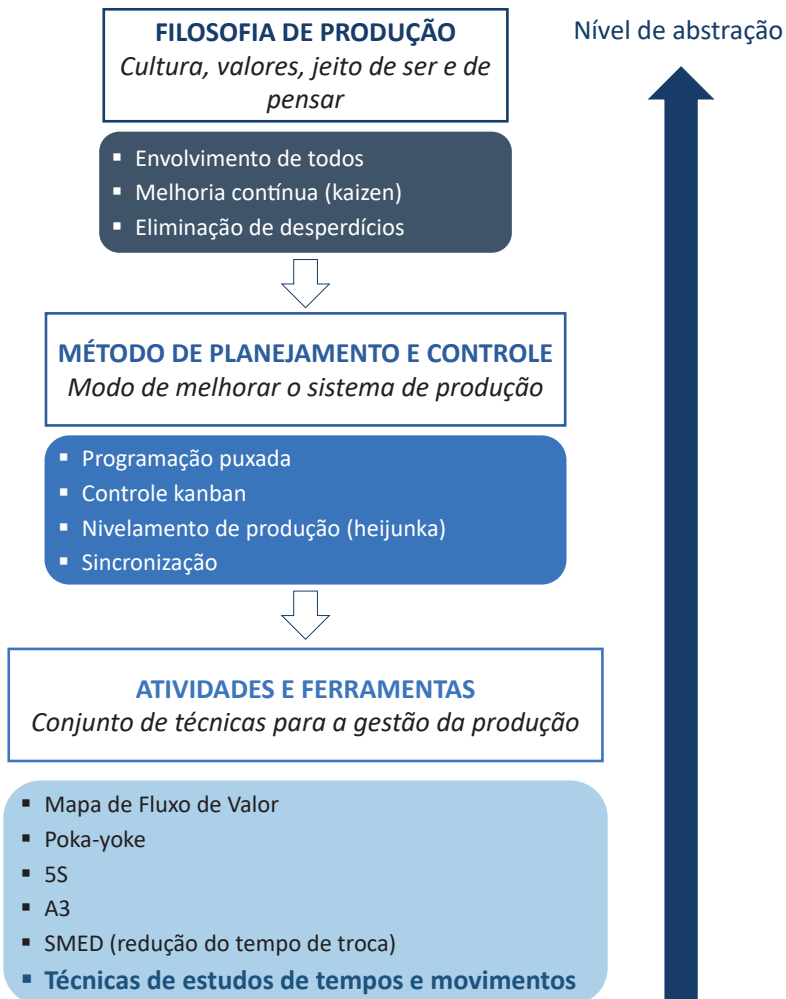 FILOSOFIA DE PRODUÇÃO
Cultura, valores, jeito de ser e de
pensar
Nível de abstração
▪ Envolvimento de todos
▪ Melhoria contínua (kaizen)
▪ Eliminação de desperdícios
MÉTODO DE PLANEJAMENTO E CONTROLE
Modo de melhorar o sistema de produção
▪ Programação puxada
▪ Controle kanban
▪ Nivelamento de produção (heijunka)
▪ Sincronização
ATIVIDADES E FERRAMENTAS
Conjunto de técnicas para a gestão da produção
▪ Mapa de Fluxo de Valor
▪ Poka-yoke
▪ 5S
▪ A3
▪ SMED (redução do tempo de troca)
▪ Técnicas de estudos de tempos e movimentos